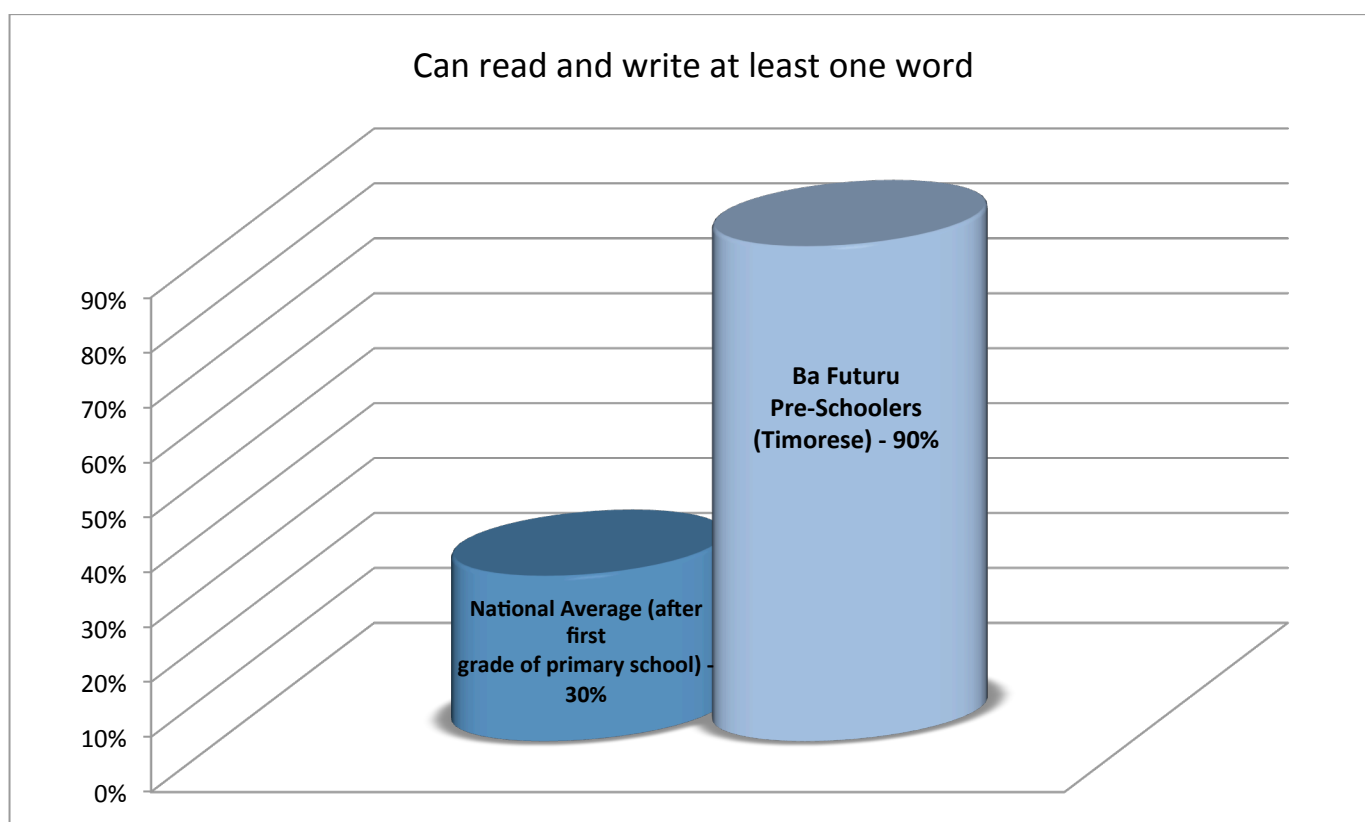 Can read and write at least one word
90%
80%
70%
60%
50%
40%
30%
20%
10%
0%
National Average (after
first
grade of primary school) -
30%
Ba Futuru
Pre-Schoolers
(Timorese) - 90%